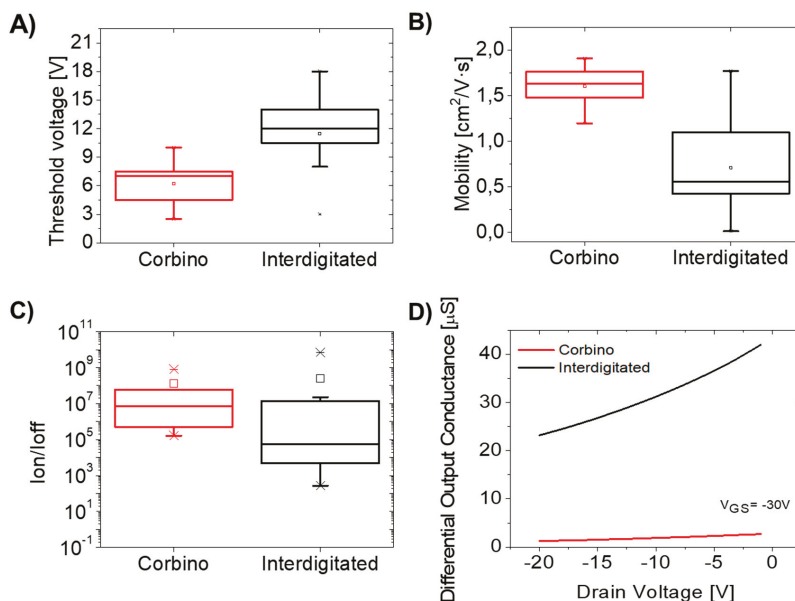 A)
Threshold voltage [V]
21
18
15
12
9
6
3
0
Corbino Interdigitated
B)
Mobility [cm²/V·s]
2,0
1,5
1,0
0,5
0,0
Corbino Interdigitated
C)
Ion/Ioff
10¹¹
10⁹
10⁷
10⁵
10³
10¹
10⁻¹
Corbino Interdigitated
D)
Differential Output Conductance [µS]
40
30
20
10
0
Corbino
Interdigitated
V_GS= -30V
-20 -15 -10 -5 0
Drain Voltage [V]